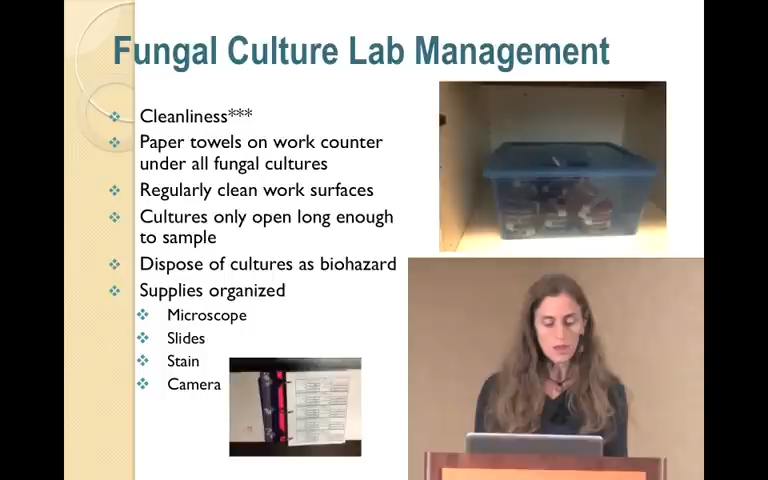 Fungal Culture Lab Management
Cleanliness***
Paper towels on work counter
under all fungal cultures
Regularly clean work surfaces
Cultures only open long enough
to sample
Dispose of cultures as biohazard
Supplies organized
Microscope
Slides
Stain
Camera